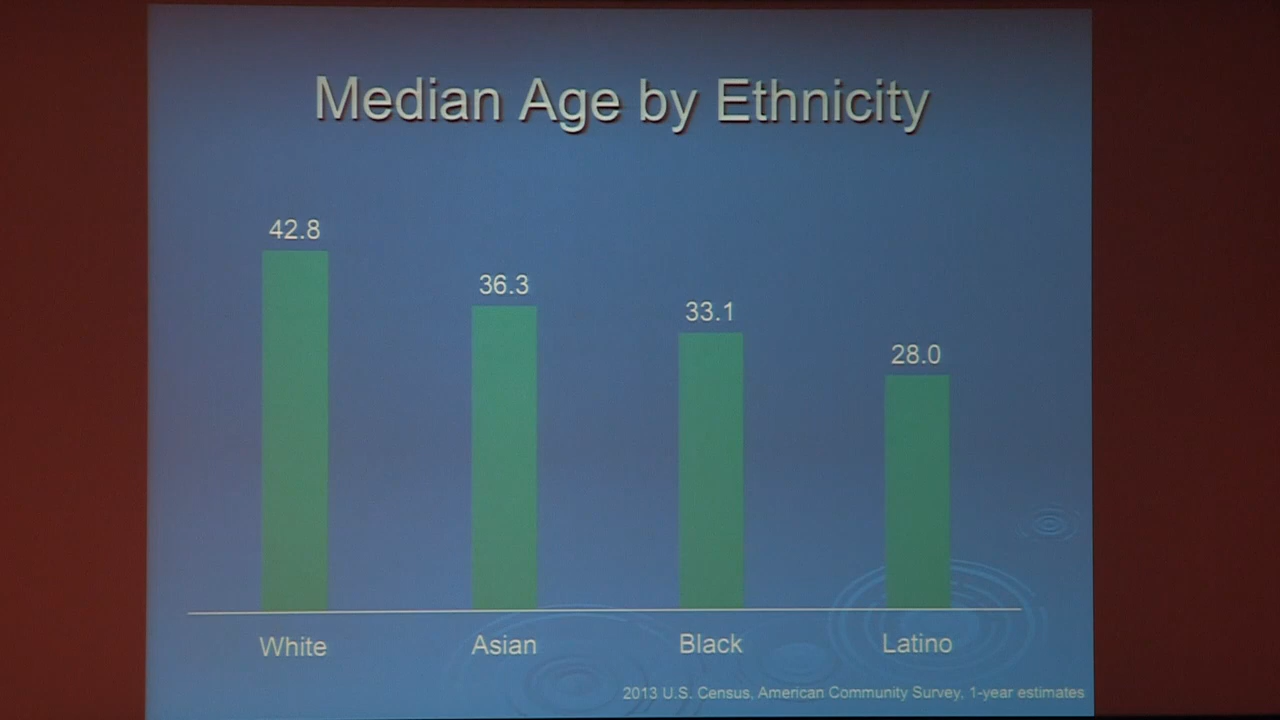 Median Age by Ethnicity
42.8
36.3
33.1
28.0
White
Asian
Black
Latino
2013 U.S. Census, American Community Survey, 1-year estimates